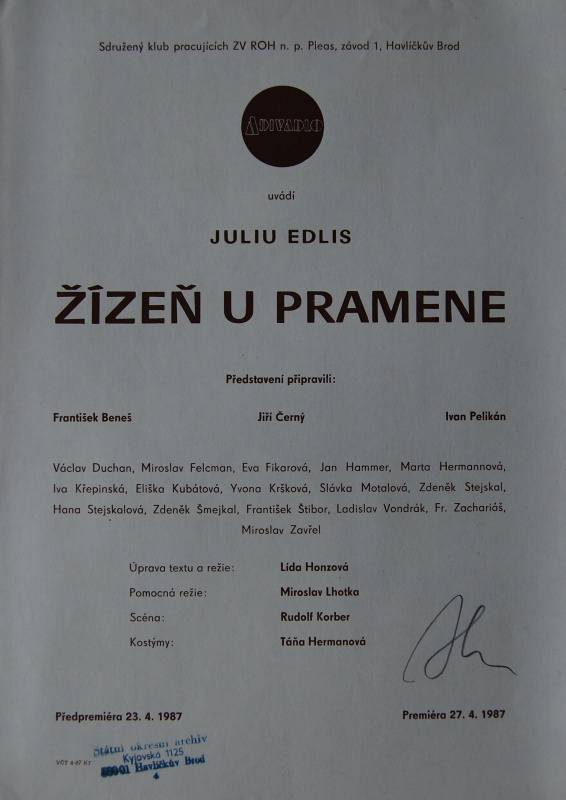 Sdružený klub pracujících ZV ROH n. p. Pleas, závod 1, Havlíčkův Brod
ADIVADLO
uvádí
JULIU EDLIS
ŽÍZEŇ U PRAMENE
Představení připravili:
František Beneš Jiří Černý Ivan Pelikán
Václav Duchan, Miroslav Felcman, Eva Fikarová, Jan Hammer, Marta Hermannová,
Iva Křepinská, Eliška Kubátová, Yvona Kršková, Slávka Motalová, Zdeněk Stejskal,
Hana Stejskalová, Zdeněk Šmejkal, František Štibor, Ladislav Vondrák, Fr. Zachariáš,
Miroslav Zavřel
Úprava textu a režie: Lída Honzová
Pomocná režie: Miroslav Lhotka
Scéna: Rudolf Korber
Kostýmy: Táňa Hermanová
Předpremiéra 23. 4. 1987 Premiéra 27. 4. 1987
Státní okresní archiv
Kyjovská 1125
580 01 Havlíčkův Brod
4